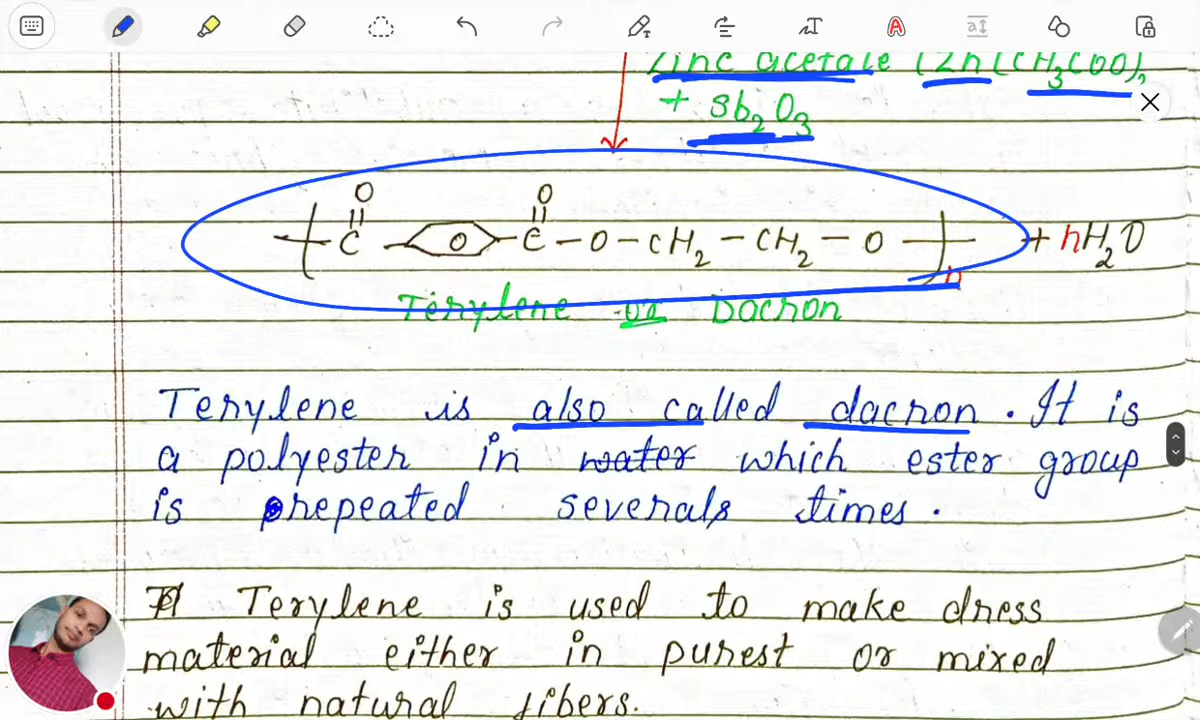 Zinc acetate (Zn(CH3COO)2
+ Sb2O3
O O
C - C - O - CH2 - CH2 - O + nH2O
n
Terylene or Dacron
Terylene is also called dacron. It is
a polyester in water which ester group
is repeated severals times.
Terylene is used to make dress
material either in purest or mixed
with natural fibers.